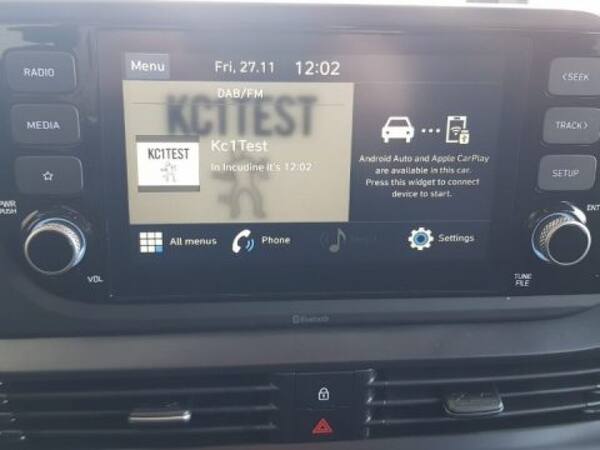 RADIO
MEDIA
PWR
PUSH
VOL
Menu
Fri, 27.11
12:02
DAB/FM
KC1TEST
KC1TEST
Kc1Test
In Incudine it's 12:02
Android Auto and Apple CarPlay
are available in this car.
Press this widget to connect
device to start.
All menus
Phone
Settings
<SEEK
TRACK>
SETUP
ENT
TUNE
FILE
Bluetooth